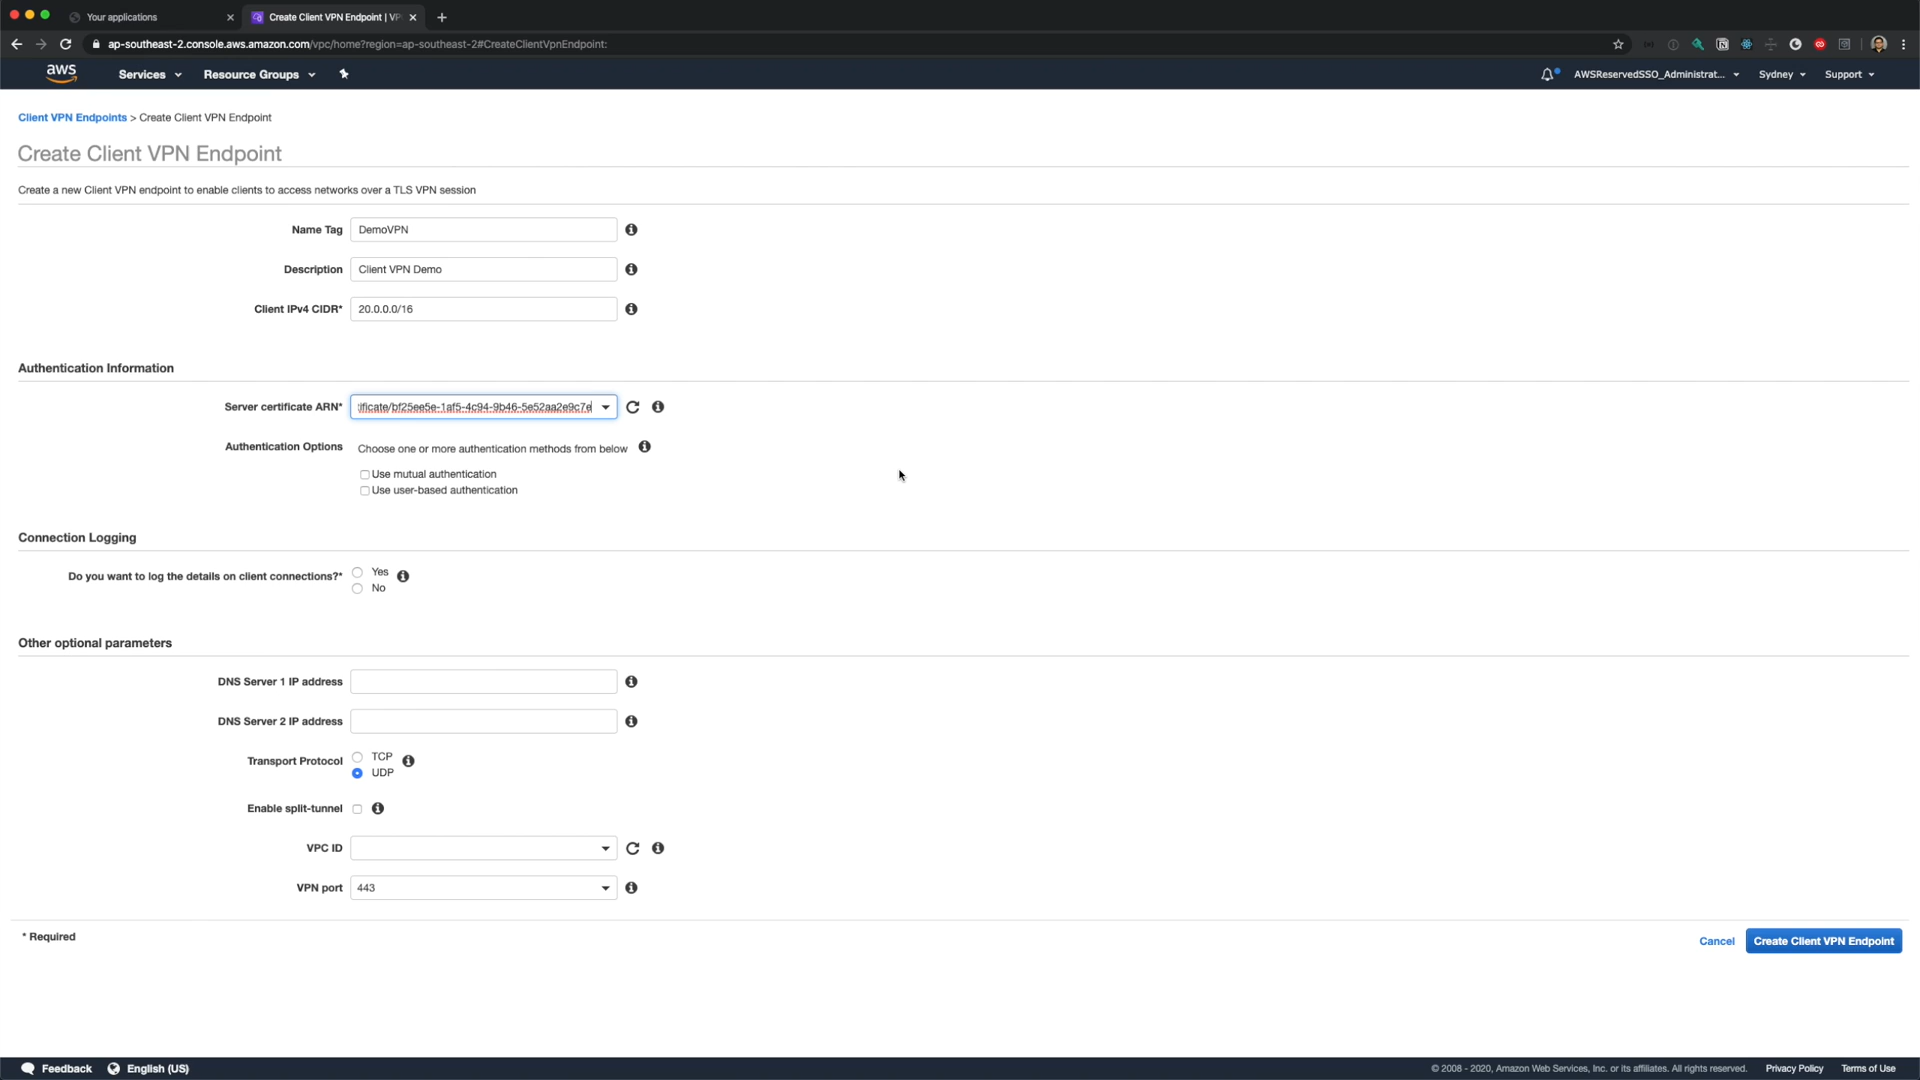 Your applications
Create Client VPN Endpoint | VP
ap-southeast-2.console.aws.amazon.com/vpc/home?region=ap-southeast-2#CreateClientVpnEndpoint:
aws
Services
Resource Groups
AWSReservedSSO_Administrat...
Sydney
Support
Client VPN Endpoints > Create Client VPN Endpoint
Create Client VPN Endpoint
Create a new Client VPN endpoint to enable clients to access networks over a TLS VPN session
Name Tag DemoVPN
Description Client VPN Demo
Client IPv4 CIDR* 20.0.0.0/16
Authentication Information
Server certificate ARN* ificate/bf25ee5e-1af5-4c94-9b46-5e52aa2e9c7e
Authentication Options Choose one or more authentication methods from below
Use mutual authentication
Use user-based authentication
Connection Logging
Do you want to log the details on client connections?* Yes
No
Other optional parameters
DNS Server 1 IP address
DNS Server 2 IP address
Transport Protocol TCP
UDP
Enable split-tunnel
VPC ID
VPN port 443
* Required
Cancel
Create Client VPN Endpoint
Feedback
English (US)
© 2008 - 2020, Amazon Web Services, Inc. or its affiliates. All rights reserved.
Privacy Policy
Terms of Use